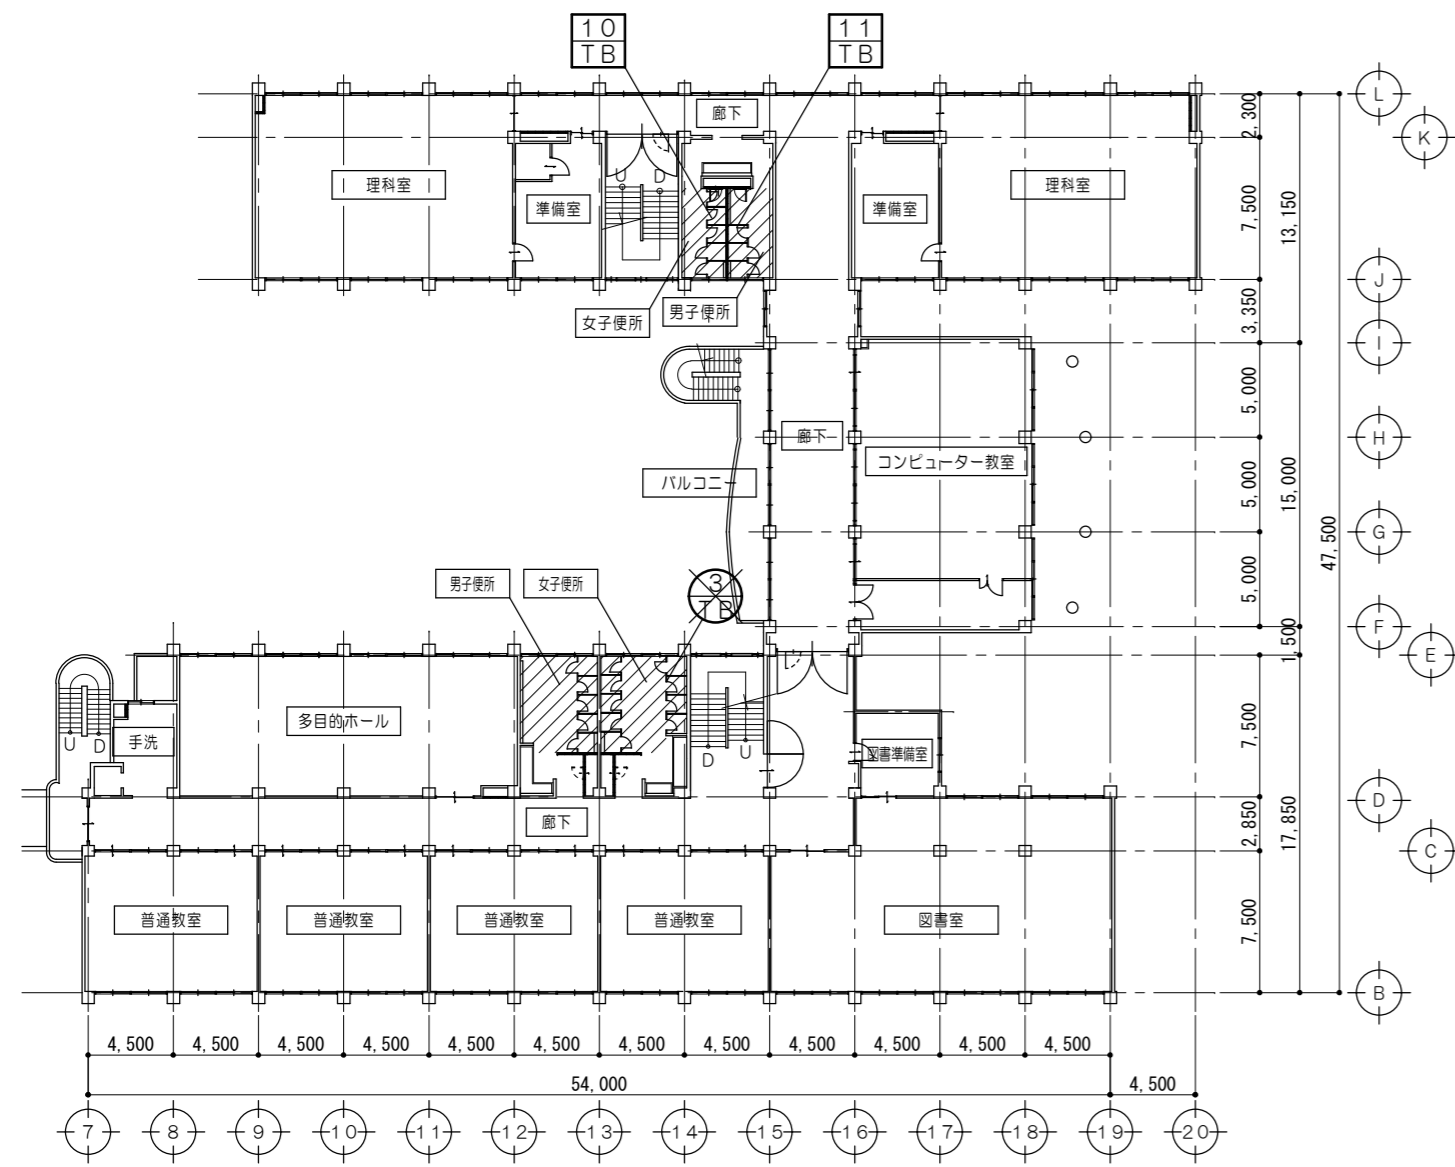 10
TB
11
TB
廊下
L
2,300
K
理科室
準備室
U
D
準備室
理科室
7,500
13,150
女子便所
男子便所
J
3,350
I
5,000
廊下
H
コンピューター教室
バルコニー
5,000
15,000
G
47,500
男子便所
女子便所
3
TB
5,000
F
1,500
E
多目的ホール
手洗
U
D
D
U
図書準備室
7,500
D
廊下
2,850
17,850
C
普通教室
普通教室
普通教室
普通教室
図書室
7,500
B
4,500
4,500
4,500
4,500
4,500
4,500
4,500
4,500
4,500
4,500
4,500
4,500
54,000
4,500
7
8
9
10
11
12
13
14
15
16
17
18
19
20